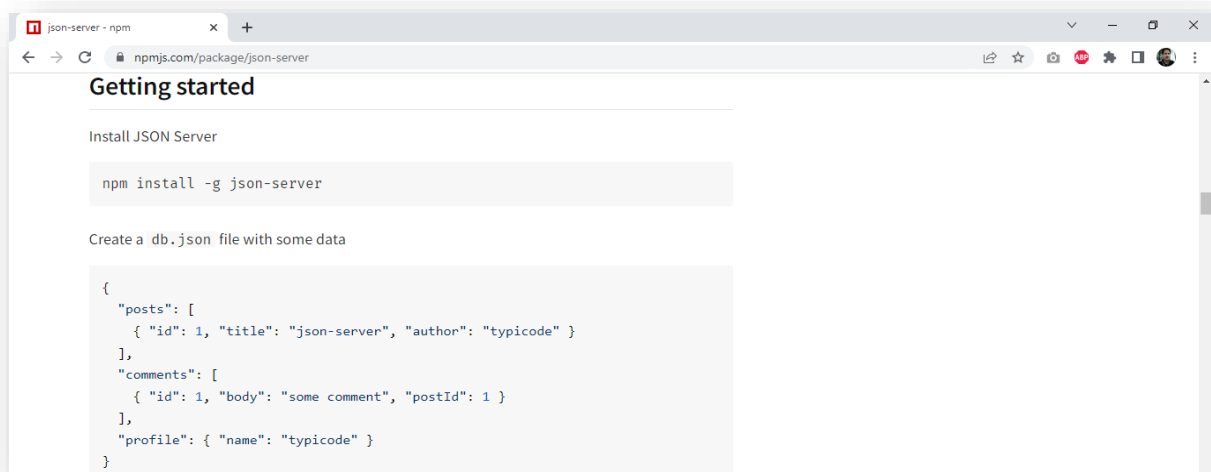 json-server - npm
npmjs.com/package/json-server
ABP
Getting started
Install JSON Server
npm install -g json-server
Create a db.json file with some data
{
"posts": [
{ "id": 1, "title": "json-server", "author": "typicode" }
],
"comments": [
{ "id": 1, "body": "some comment", "postId": 1 }
],
"profile": { "name": "typicode" }
}